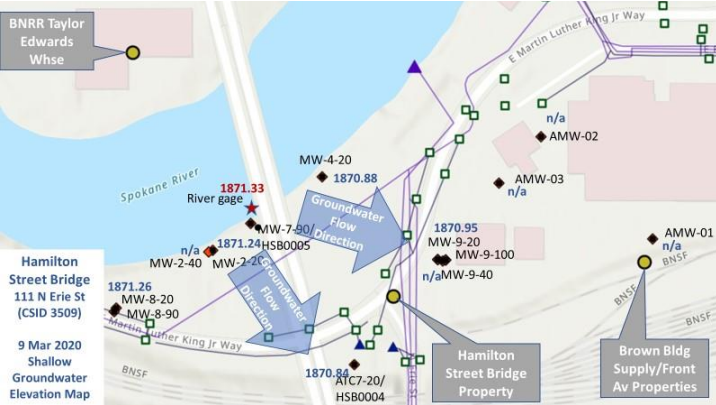 BNRR Taylor
Edwards
Whse
E Martin Luther King Jr Way
n/a
AMW-02
MW-4-20
1870.88
AMW-03
n/a
Spokane River
1871.33
River gage
Groundwater
Flow
Direction
MW-7-90/
HSB0005
1870.95
MW-9-20
MW-9-100
n/a
MW-9-40
AMW-01
n/a
n/a
1871.24
MW-2-40
MW-2-20
Groundwater
Flow
Direction
Hamilton
Street Bridge
111 N Erie St
(CSID 3509)
9 Mar 2020
Shallow
Groundwater
Elevation Map
1871.26
MW-8-20
MW-8-90
Martin Luther King Jr Way
BNSF
BNSF
BNSF
BNSF
1870.84
ATC7-20/
HSB0004
Hamilton
Street Bridge
Property
Brown Bldg
Supply/Front
Av Properties